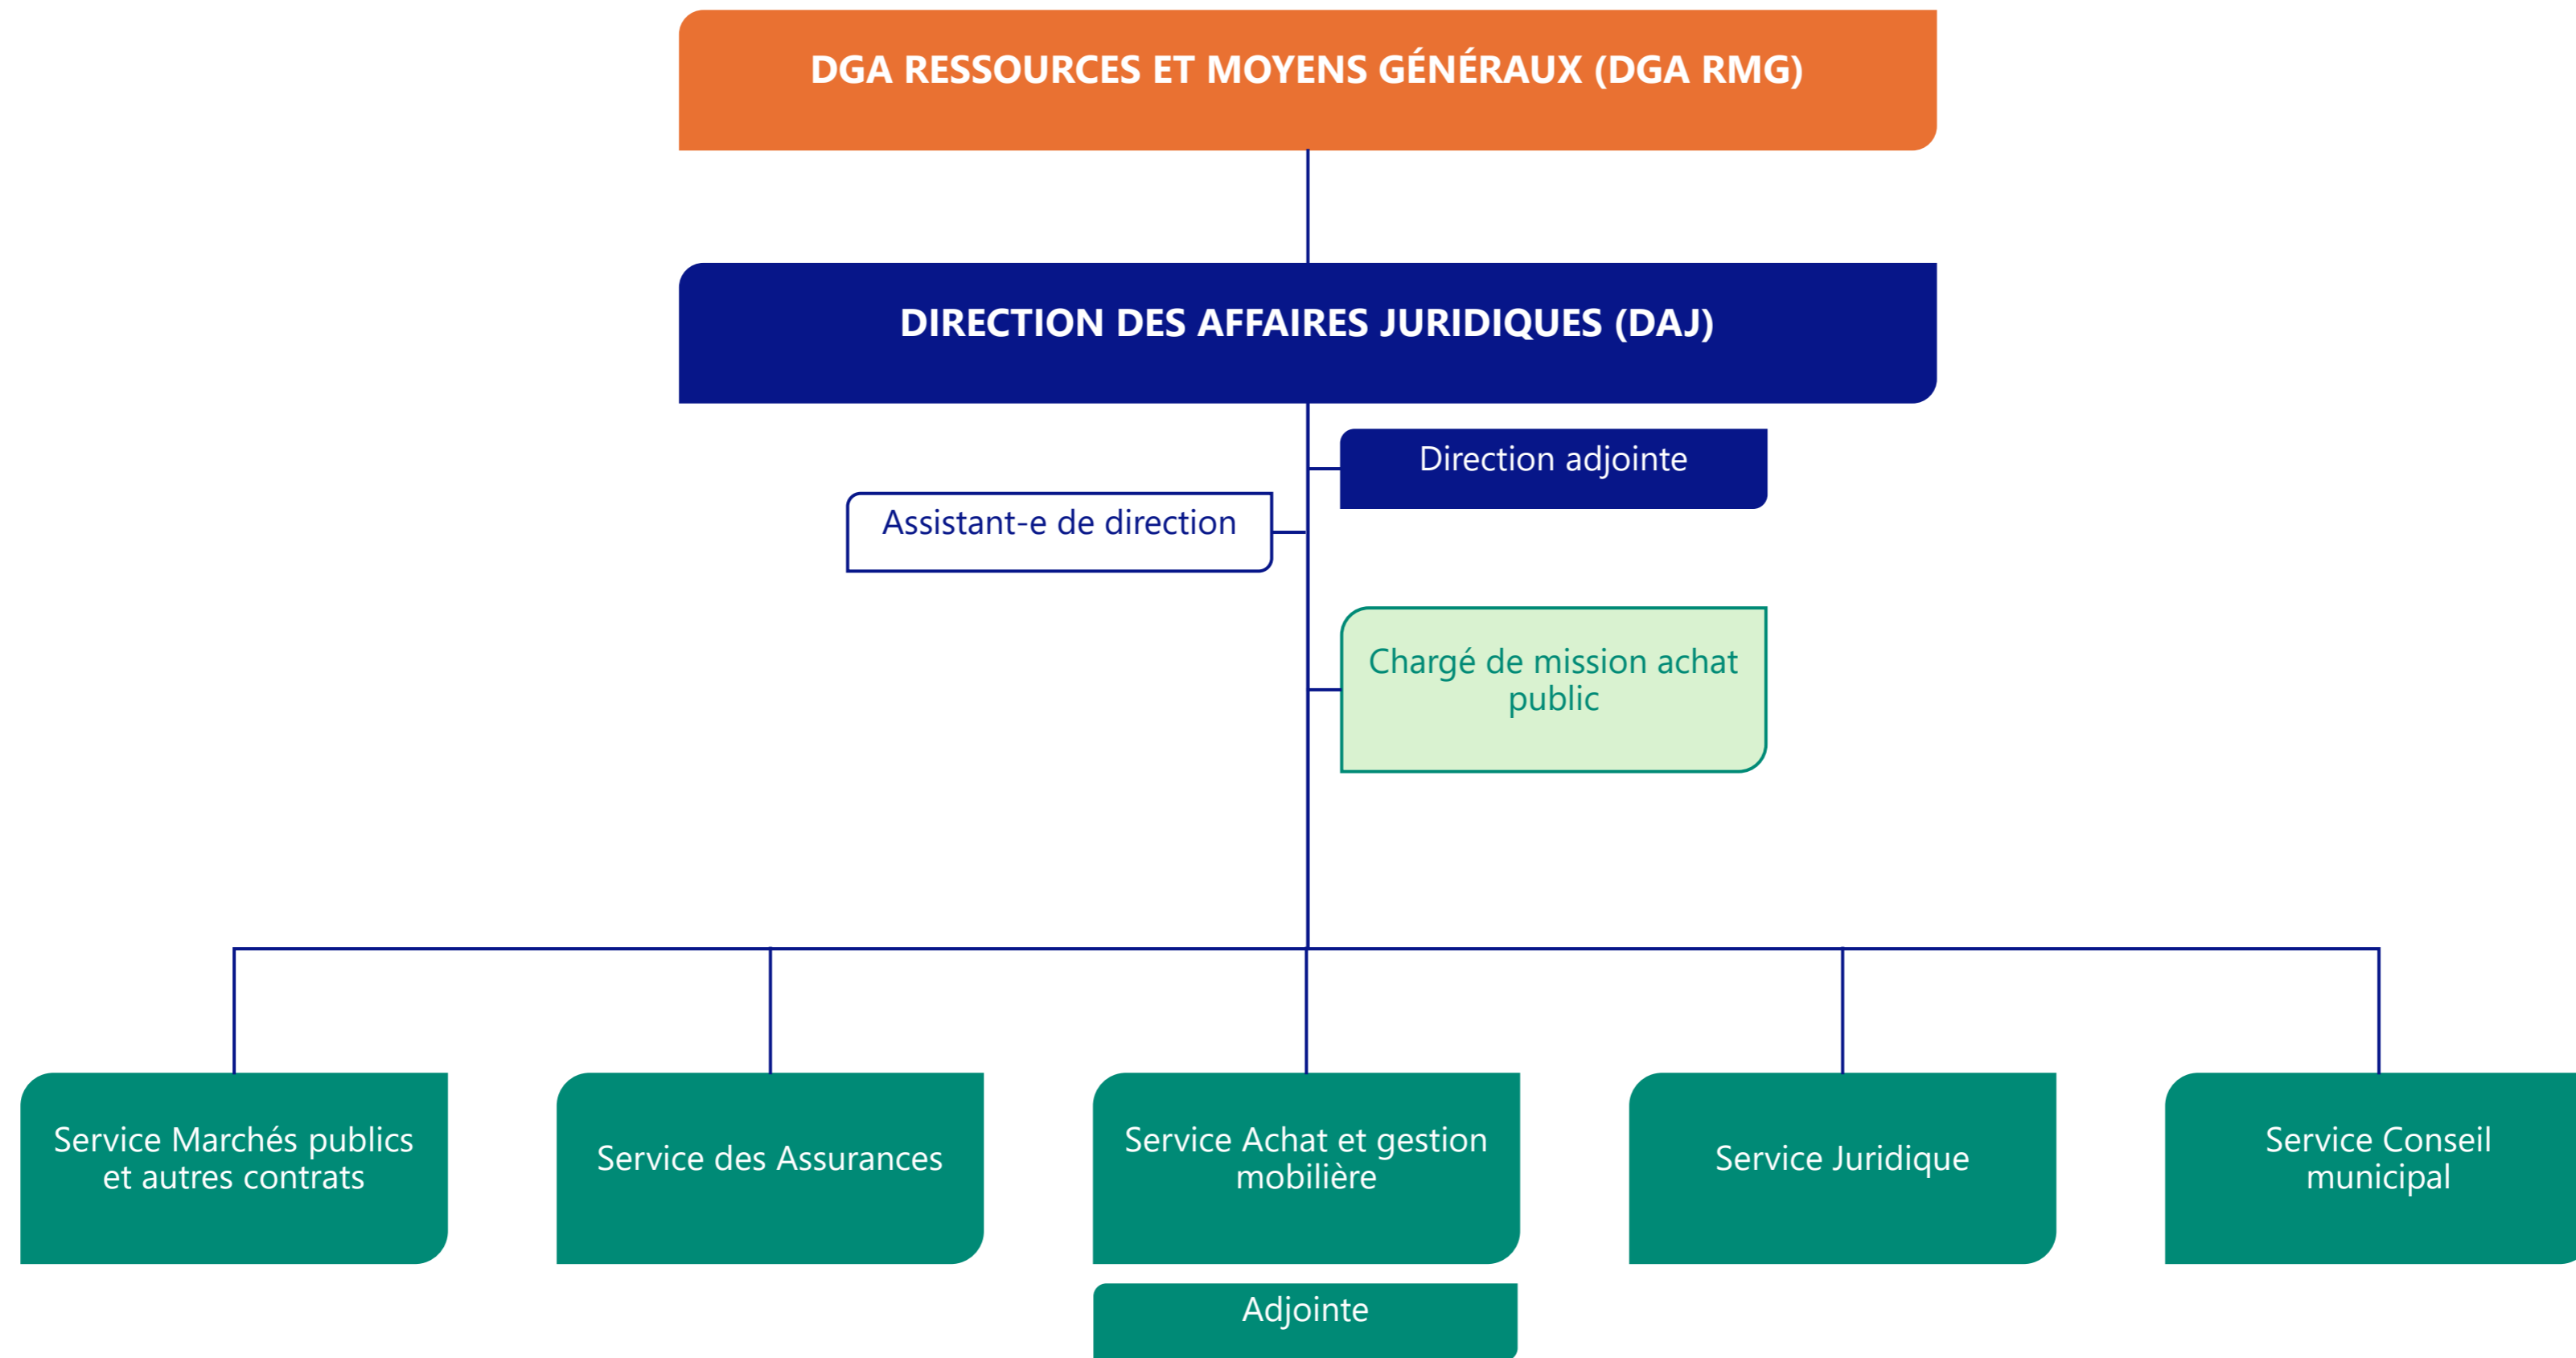 DGA RESSOURCES ET MOYENS GÉNÉRAUX (DGA RMG)
DIRECTION DES AFFAIRES JURIDIQUES (DAJ)
Direction adjointe
Assistant-e de direction
Chargé de mission achat
public
Service Marchés publics
et autres contrats
Service des Assurances
Service Achat et gestion
mobilière
Service Juridique
Service Conseil
municipal
Adjointe